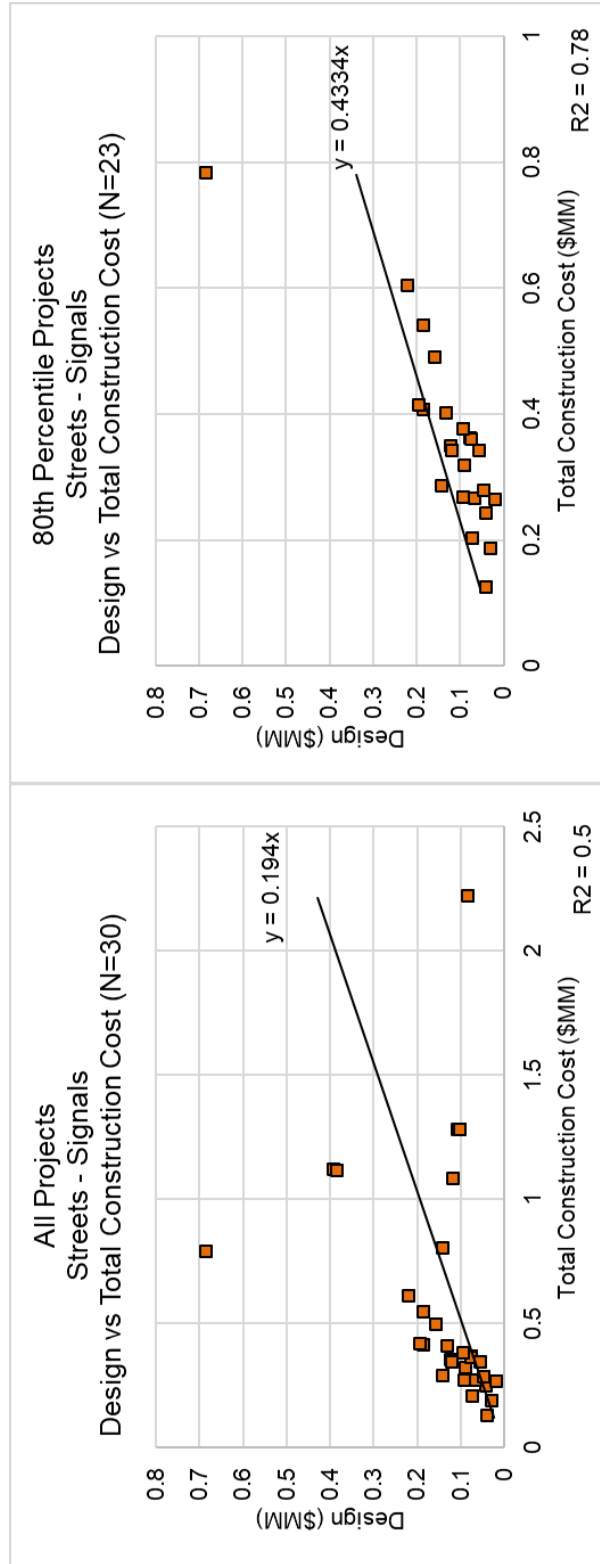 All Projects
Streets - Signals
Design vs Total Construction Cost (N=30)
Design ($MM)
0.8
0.7
0.6
0.5
0.4
0.3
0.2
0.1
0
y = 0.194x
0
0.5
1
1.5
2
2.5
Total Construction Cost ($MM)
R2 = 0.5
80th Percentile Projects
Streets - Signals
Design vs Total Construction Cost (N=23)
Design ($MM)
0.8
0.7
0.6
0.5
0.4
0.3
0.2
0.1
0
y = 0.4334x
0
0.2
0.4
0.6
0.8
1
Total Construction Cost ($MM)
R2 = 0.78